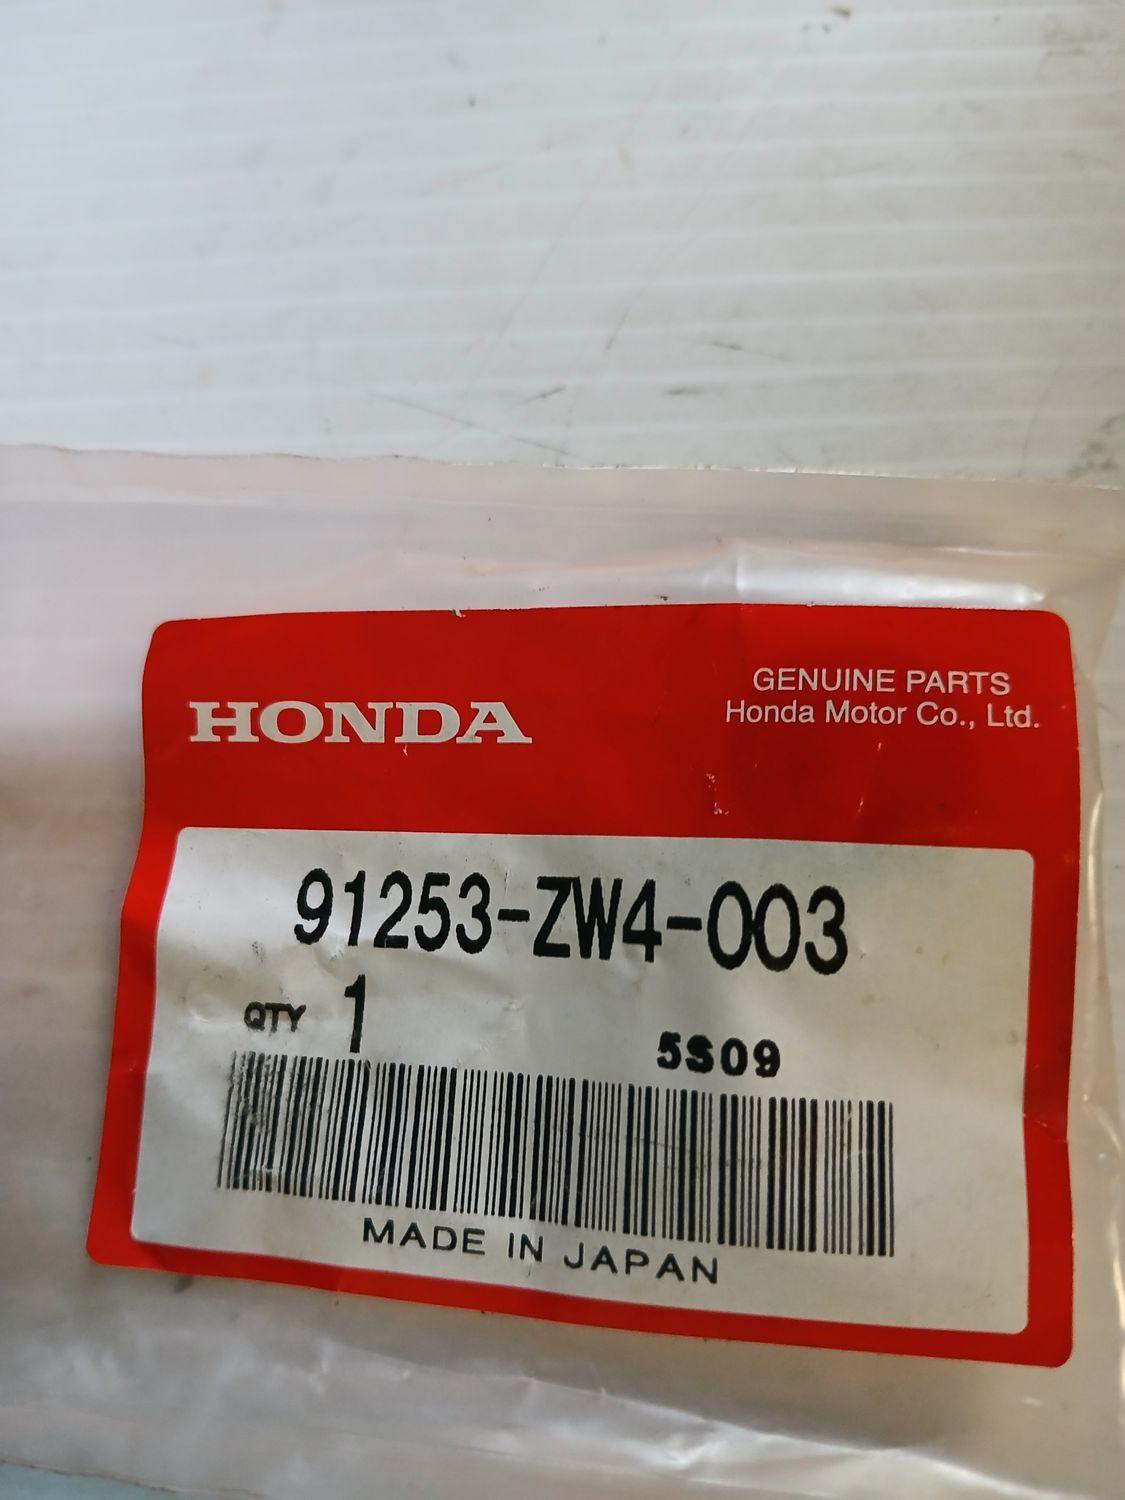 HONDA
GENUINE PARTS
Honda Motor Co., Ltd.
91253-ZW4-003
QTY 1
5S09
MADE IN JAPAN